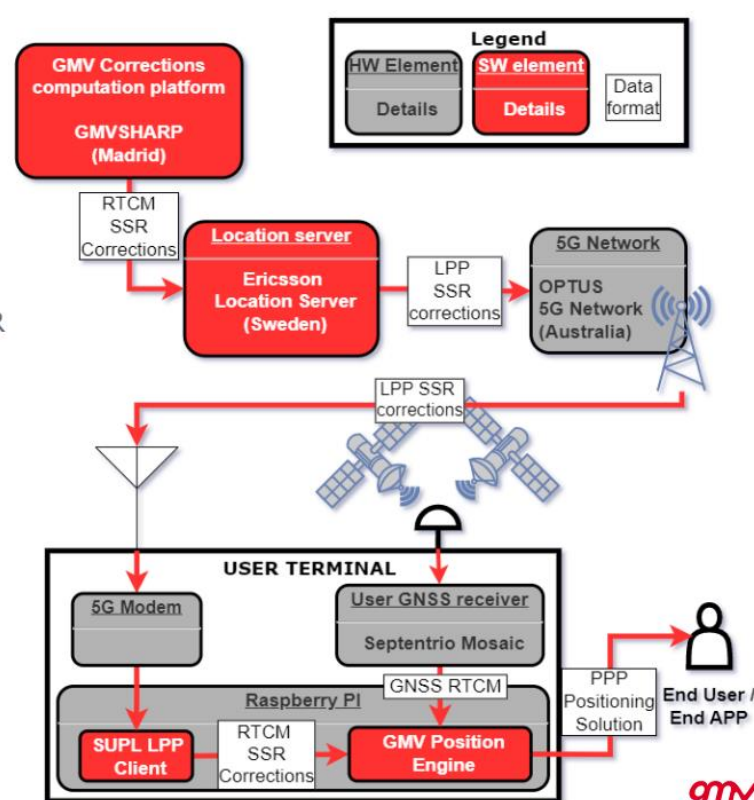 Legend
HW Element
Details
SW element
Details
Data
format
GMV Corrections
computation platform
GMVSHARP
(Madrid)
RTCM
SSR
Corrections
Location server
Ericsson
Location Server
(Sweden)
LPP
SSR
corrections
5G Network
OPTUS
5G Network
(Australia)
R
LPP SSR
corrections
USER TERMINAL
5G Modem
User GNSS receiver
Septentrio Mosaic
GNSS RTCM
Raspberry PI
SUPL LPP
Client
RTCM
SSR
Corrections
GMV Position
Engine
PPP
Positioning
Solution
End User /
End APP
gmv